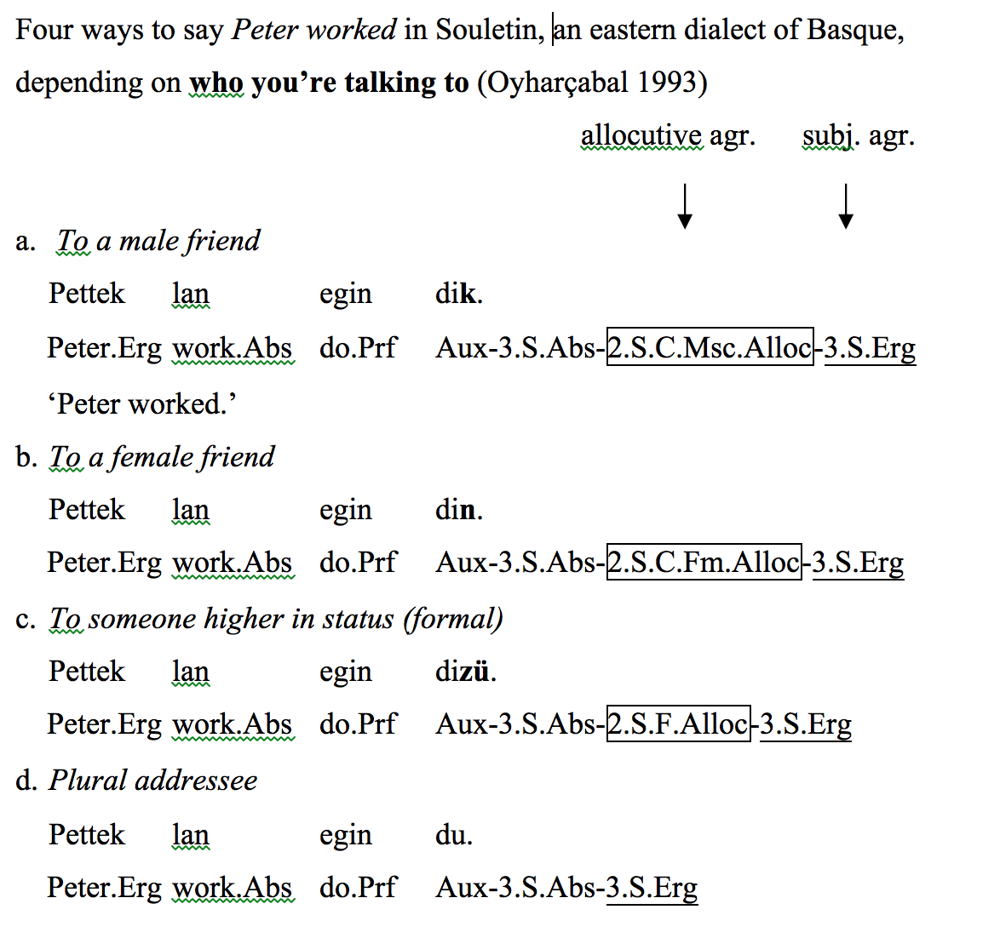 Four ways to say Peter worked in Souletin, an eastern dialect of Basque,
depending on who you’re talking to (Oyharçabal 1993)
allocutive agr. subj. agr.
a. To a male friend
Pettek lan egin dik.
Peter.Erg work.Abs do.Prf Aux-3.S.Abs-2.S.C.Msc.Alloc-3.S.Erg
‘Peter worked.’
b. To a female friend
Pettek lan egin din.
Peter.Erg work.Abs do.Prf Aux-3.S.Abs-2.S.C.Fm.Alloc-3.S.Erg
c. To someone higher in status (formal)
Pettek lan egin dizü.
Peter.Erg work.Abs do.Prf Aux-3.S.Abs-2.S.F.Alloc-3.S.Erg
d. Plural addressee
Pettek lan egin du.
Peter.Erg work.Abs do.Prf Aux-3.S.Abs-3.S.Erg